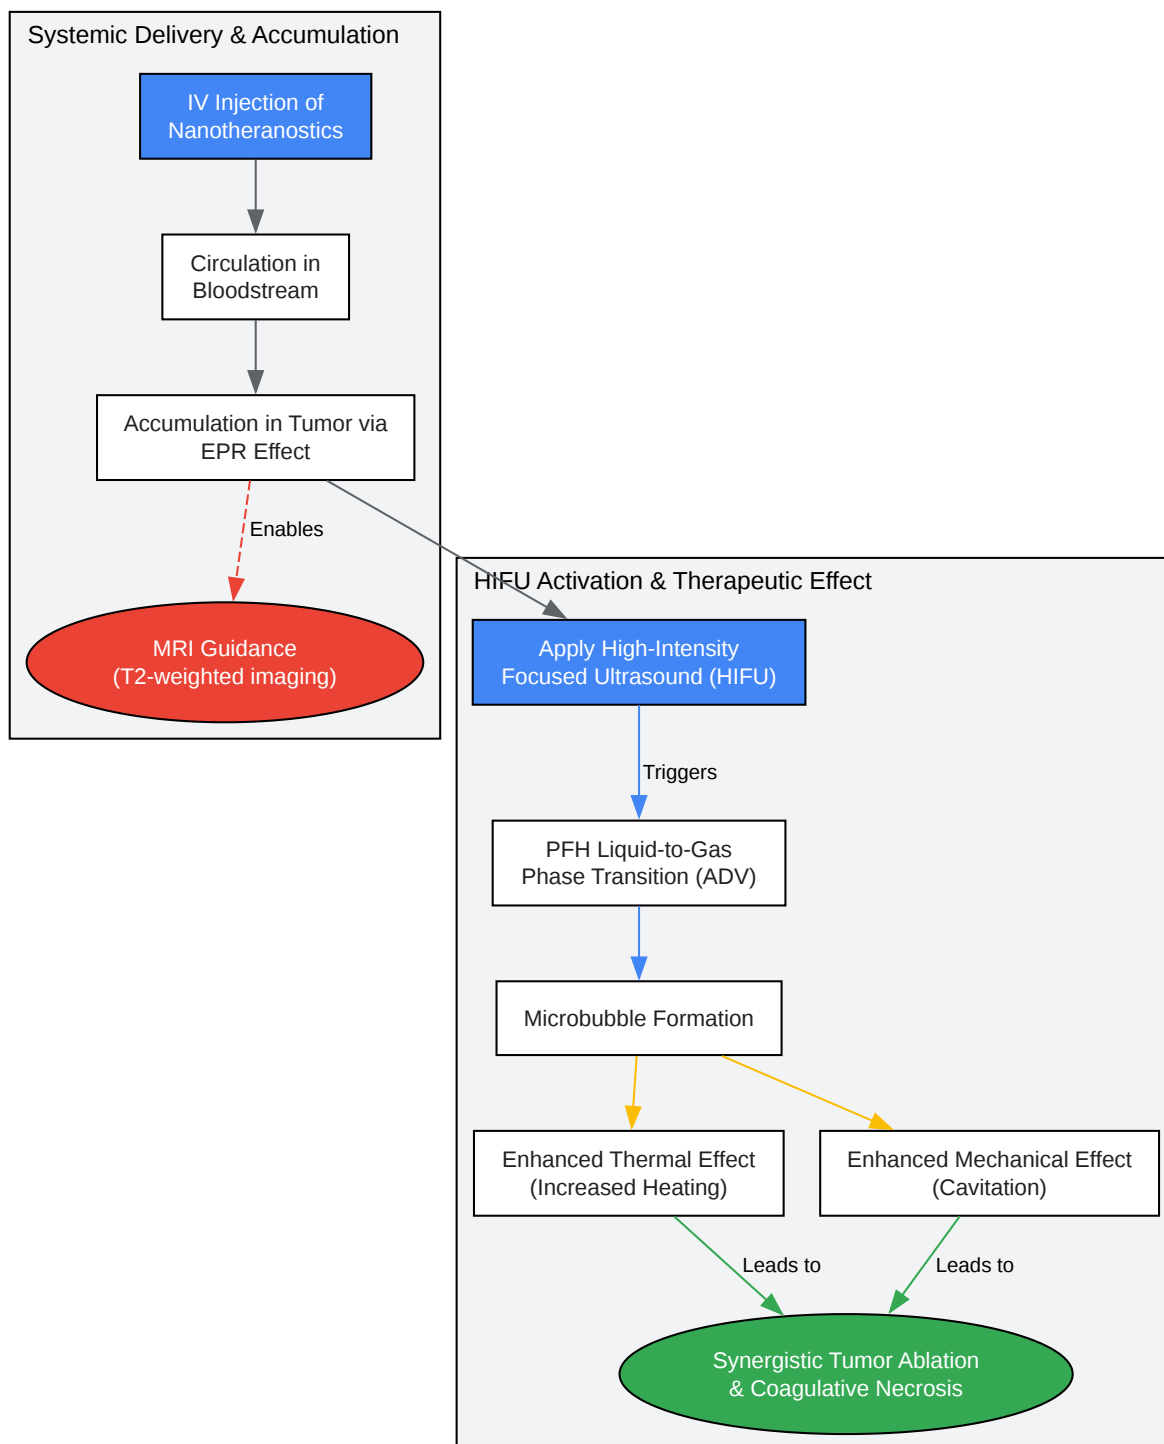 Systemic Delivery & Accumulation
IV Injection of
Nanotheranostics
Circulation in
Bloodstream
Accumulation in Tumor via
EPR Effect
Enables
MRI Guidance
(T2-weighted imaging)
HIFU Activation & Therapeutic Effect
Apply High-Intensity
Focused Ultrasound (HIFU)
Triggers
PFH Liquid-to-Gas
Phase Transition (ADV)
Microbubble Formation
Enhanced Thermal Effect
(Increased Heating)
Enhanced Mechanical Effect
(Cavitation)
Leads to
Leads to
Synergistic Tumor Ablation
& Coagulative Necrosis